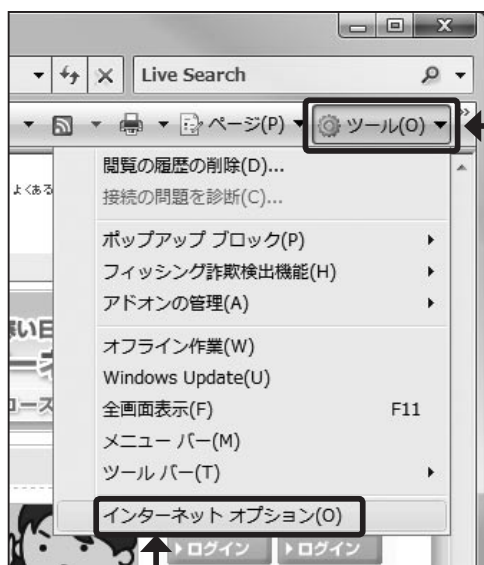 Live Search
ページ(P)
ツール(O)
よくある
閲覧の履歴の削除(D)...
接続の問題を診断(C)...
ポップアップ ブロック(P)
フィッシング詐欺検出機能(H)
アドオンの管理(A)
オフライン作業(W)
Windows Update(U)
全画面表示(F) F11
メニュー バー(M)
ツール バー(T)
インターネット オプション(O)
ログイン ログイン